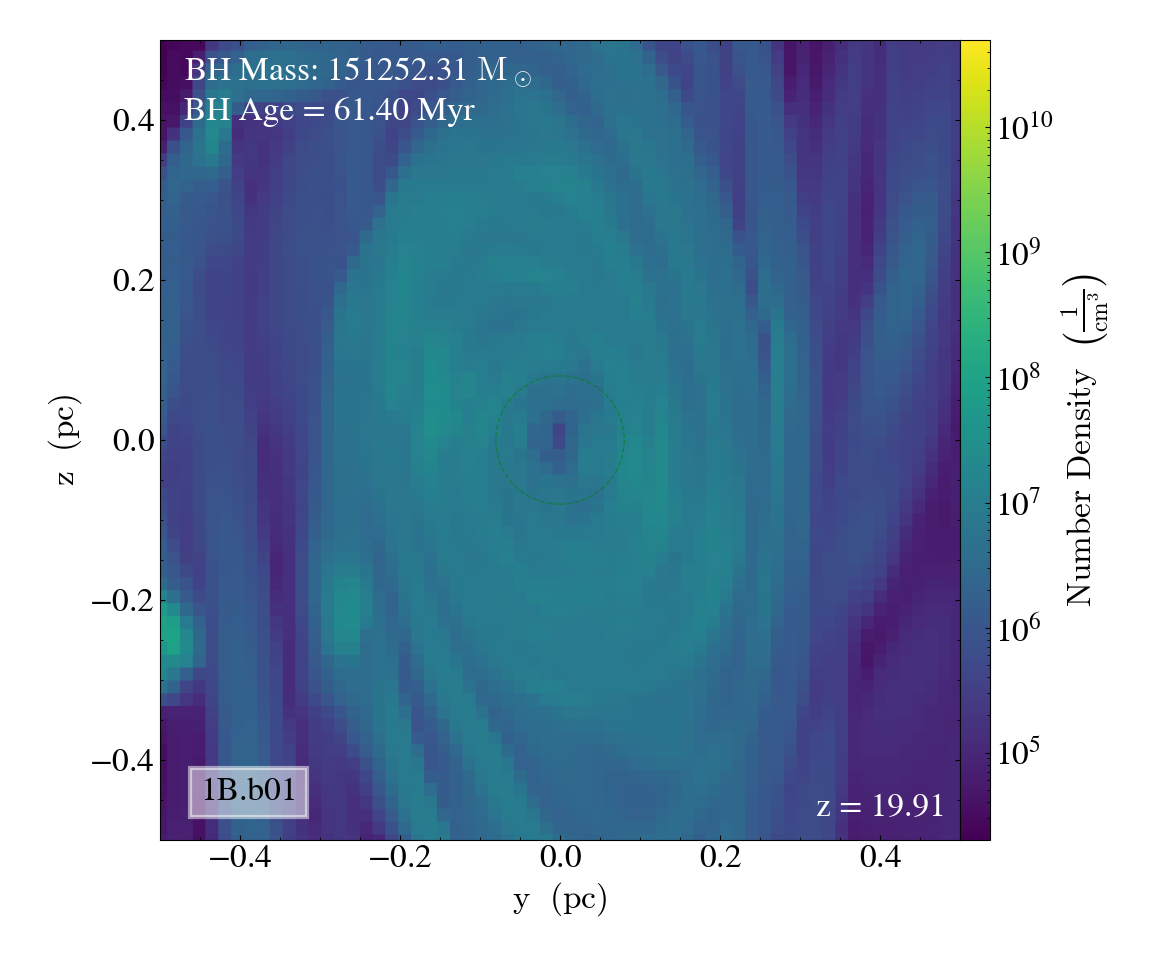 BH Mass: 151252.31 M⊙
BH Age = 61.40 Myr
0.4
0.2
0.0
−0.2
−0.4
z (pc)
1B.b01
z = 19.91
−0.4 −0.2 0.0 0.2 0.4
y (pc)
10¹⁰
10⁹
10⁸
10⁷
10⁶
10⁵
Number Density (1/cm³)